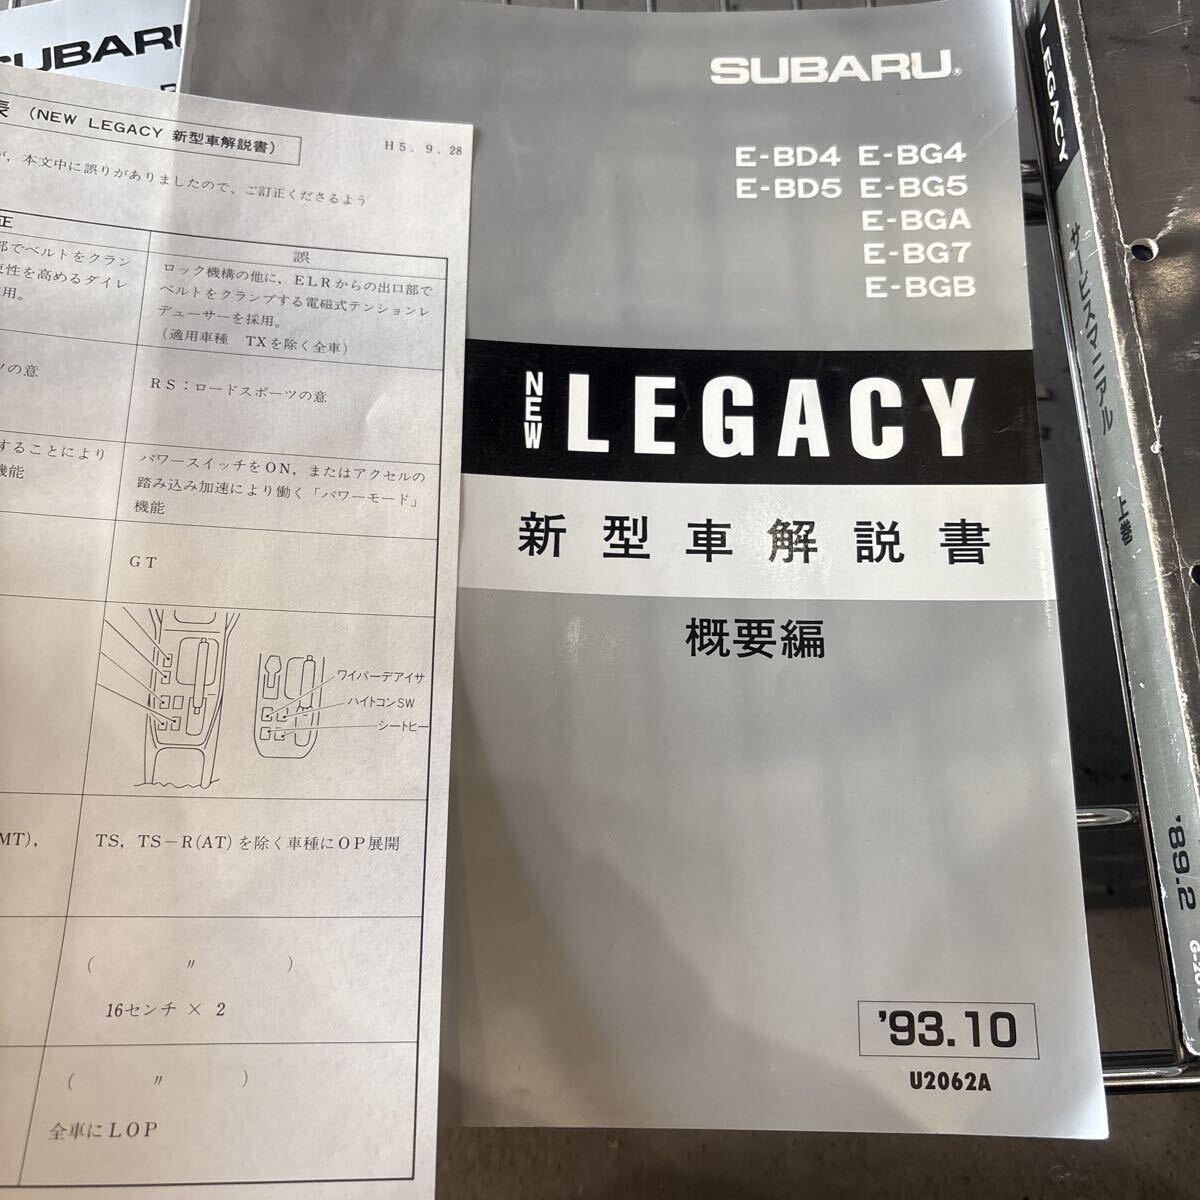 SUBARU
表 (NEW LEGACY 新型車解説書)
H5.9.28
が、本文中に誤りがありましたので、ご訂正くださるよう
正
誤
部でベルトをクラン
束性を高めるダイレ
用。
ロック機構の他に、ELRからの出口部で
ベルトをクランプする電磁式テンションレ
デューサーを採用。
(適用車種 TXを除く全車)
ツの意
RS:ロードスポーツの意
することにより
機能
パワースイッチをON,またはアクセルの
踏み込み加速により働く「パワーモード」
機能
GT
ワイパーデアイサ
ハイトコンSW
シートヒー
MT),
TS, TS-R(AT)を除く車種にOP展開
( 〃 )
16センチ × 2
( 〃 )
全車にLOP
SUBARU®
E-BD4 E-BG4
E-BD5 E-BG5
E-BGA
E-BG7
E-BGB
NEW LEGACY
新型車解説書
概要編
'93.10
U2062A
LEGACY
サービスマニアル
上巻
'89.2